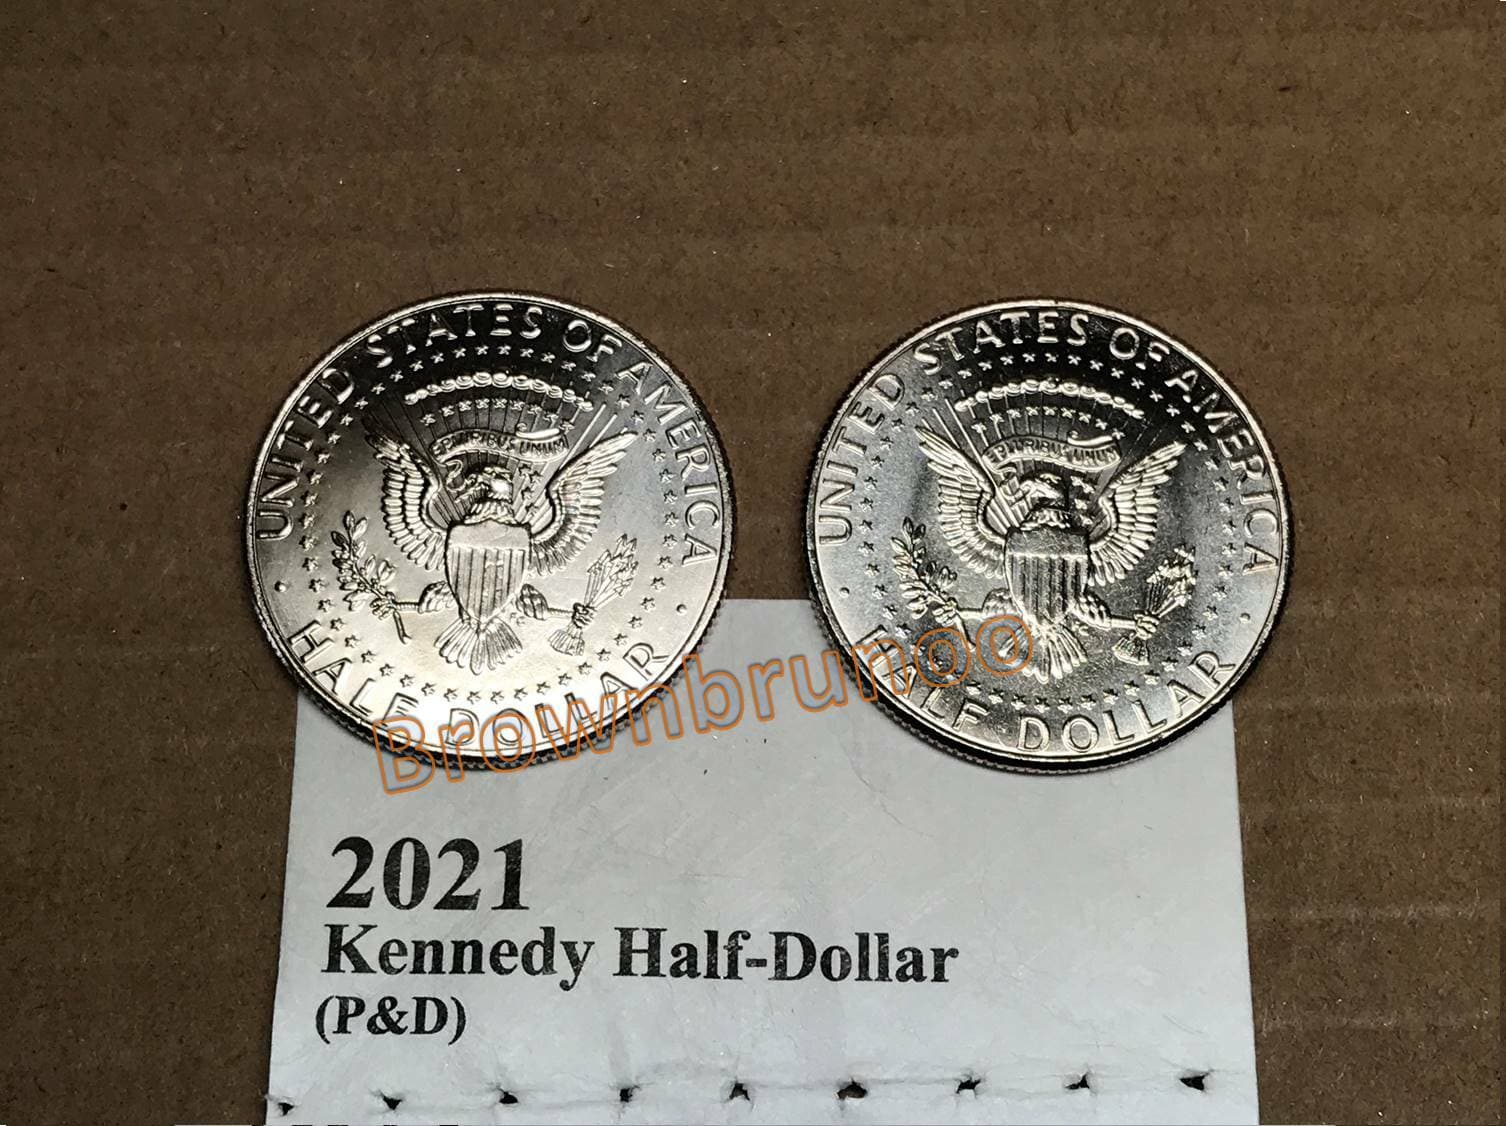 UNITED STATES OF AMERICA
E PLURIBUS UNUM
HALF DOLLAR
UNITED STATES OF AMERICA
E PLURIBUS UNUM
HALF DOLLAR
Brownbrunoo
2021
Kennedy Half-Dollar
(P&D)